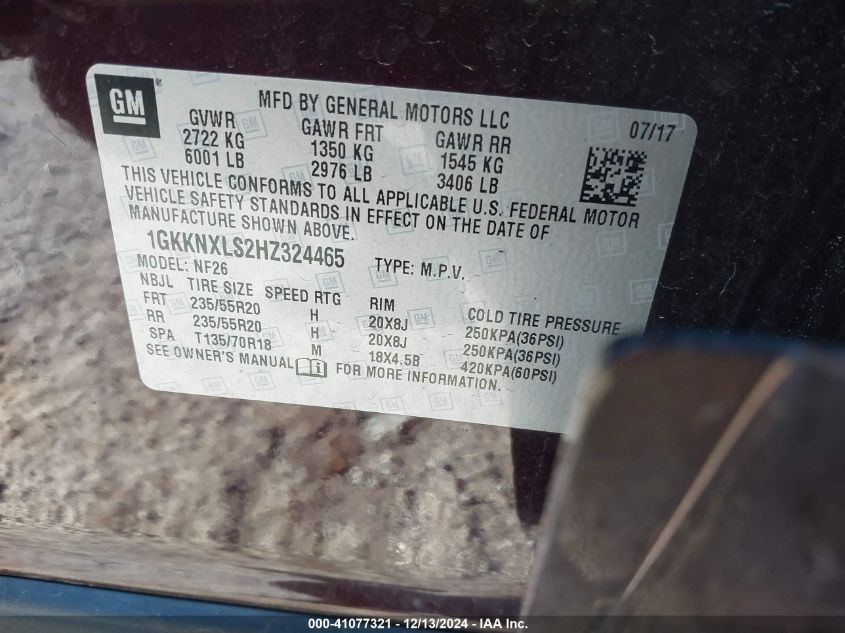 GM ®
MFD BY GENERAL MOTORS LLC 07/17
GVWR GAWR FRT GAWR RR
2722 KG 1350 KG 1545 KG
6001 LB 2976 LB 3406 LB
THIS VEHICLE CONFORMS TO ALL APPLICABLE U.S. FEDERAL MOTOR
VEHICLE SAFETY STANDARDS IN EFFECT ON THE DATE OF
MANUFACTURE SHOWN ABOVE.
1GKKNXLS2HZ324465 TYPE: M.P.V.
MODEL: NF26
NBJL TIRE SIZE SPEED RTG RIM COLD TIRE PRESSURE
FRT 235/55R20 H 20X8J 250KPA(36PSI)
RR 235/55R20 H 20X8J 250KPA(36PSI)
SPA T135/70R18 M 18X4.5B 420KPA(60PSI)
SEE OWNER'S MANUAL i FOR MORE INFORMATION.
000-41077321 - 12/13/2024 - IAA Inc.